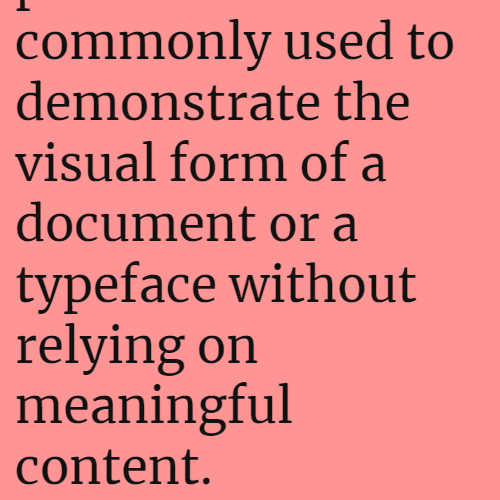 commonly used to
demonstrate the
visual form of a
document or a
typeface without
relying on
meaningful
content.